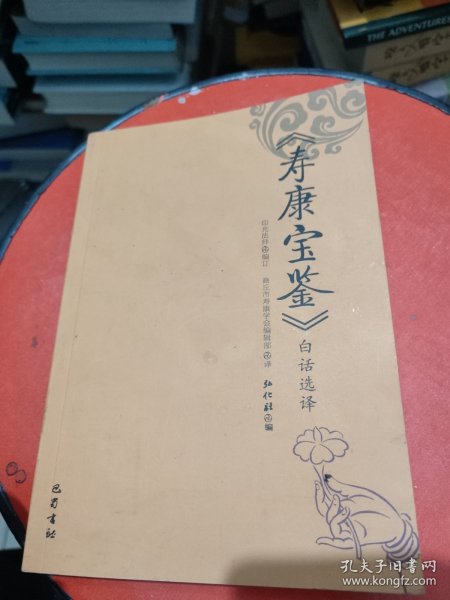 《寿康宝鉴》
白话选译
印光法师 编订
商丘市寿康学会编辑部 译
弘化社 编
巴蜀书社
THE ADVENTURES
孔夫子旧书网
www.kongfz.com